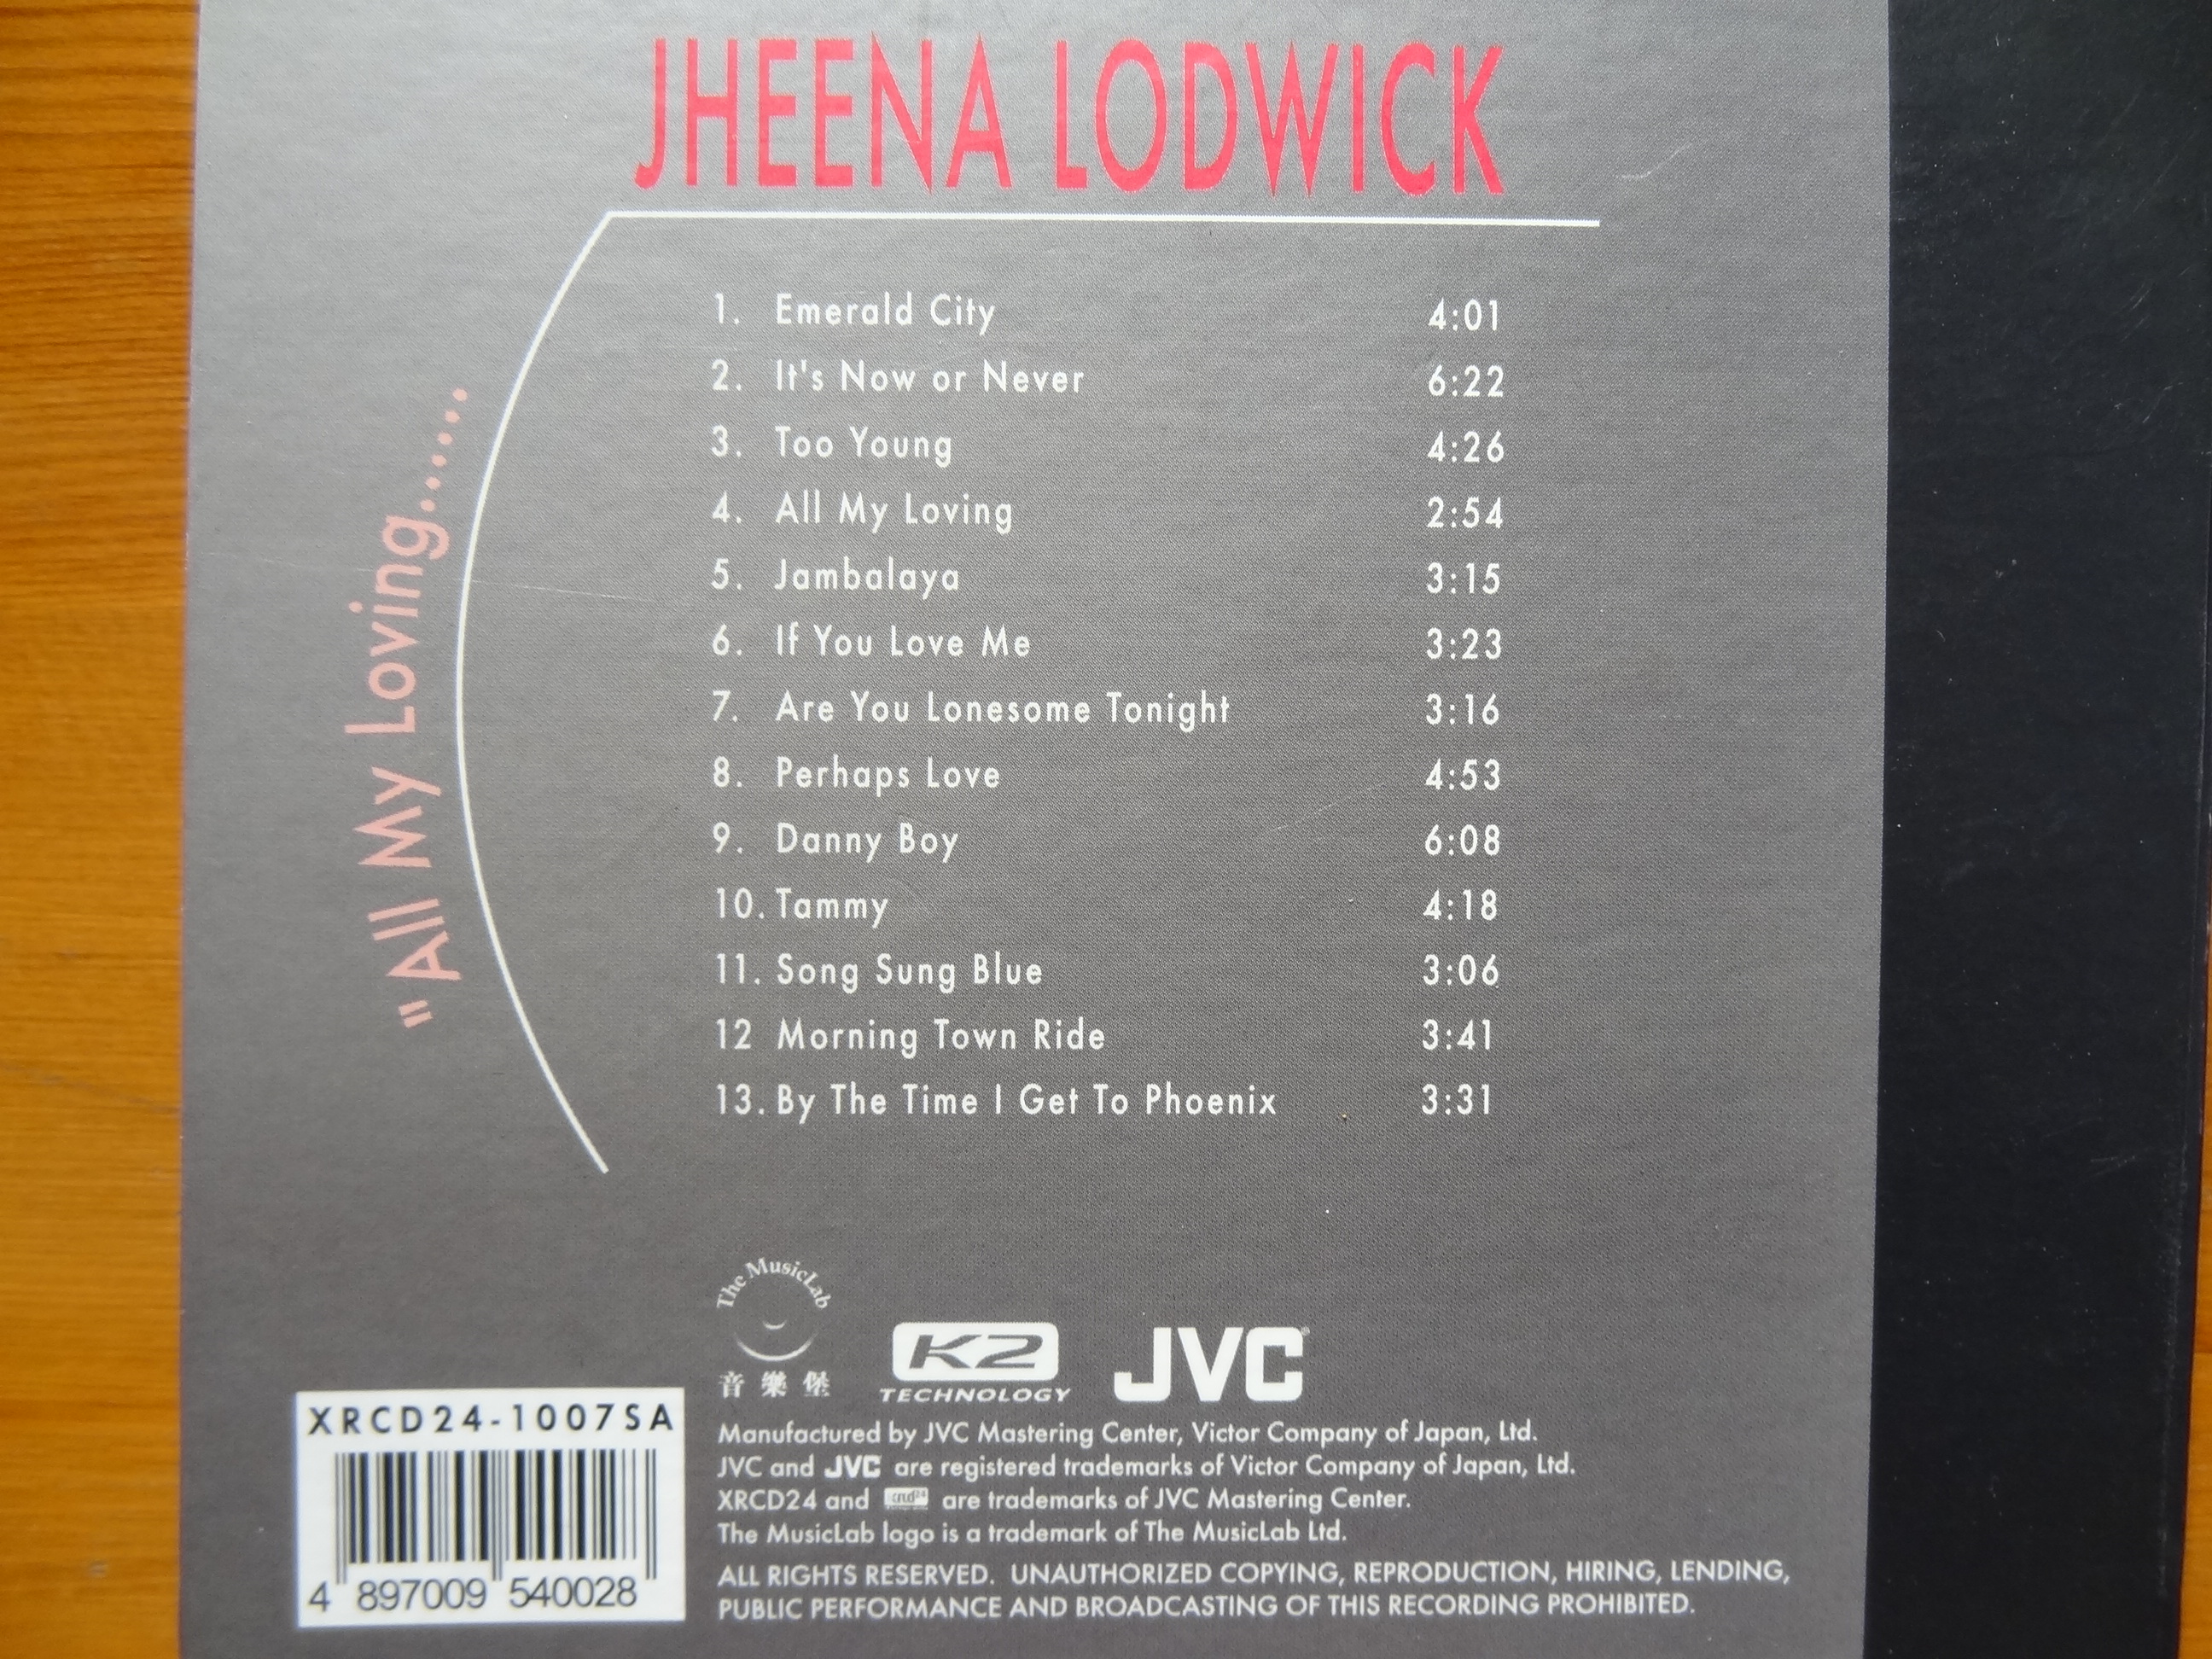 JHEENA LODWICK
"All My Loving......
1. Emerald City 4:01
2. It's Now or Never 6:22
3. Too Young 4:26
4. All My Loving 2:54
5. Jambalaya 3:15
6. If You Love Me 3:23
7. Are You Lonesome Tonight 3:16
8. Perhaps Love 4:53
9. Danny Boy 6:08
10. Tammy 4:18
11. Song Sung Blue 3:06
12 Morning Town Ride 3:41
13. By The Time I Get To Phoenix 3:31
The MusicLab
音樂堡
K2
TECHNOLOGY
JVC®
XRCD24-1007SA
4 897009 540028
Manufactured by JVC Mastering Center, Victor Company of Japan, Ltd.
JVC and JVC are registered trademarks of Victor Company of Japan, Ltd.
XRCD24 and xrcd24 are trademarks of JVC Mastering Center.
The MusicLab logo is a trademark of The MusicLab Ltd.
ALL RIGHTS RESERVED. UNAUTHORIZED COPYING, REPRODUCTION, HIRING, LENDING,
PUBLIC PERFORMANCE AND BROADCASTING OF THIS RECORDING PROHIBITED.